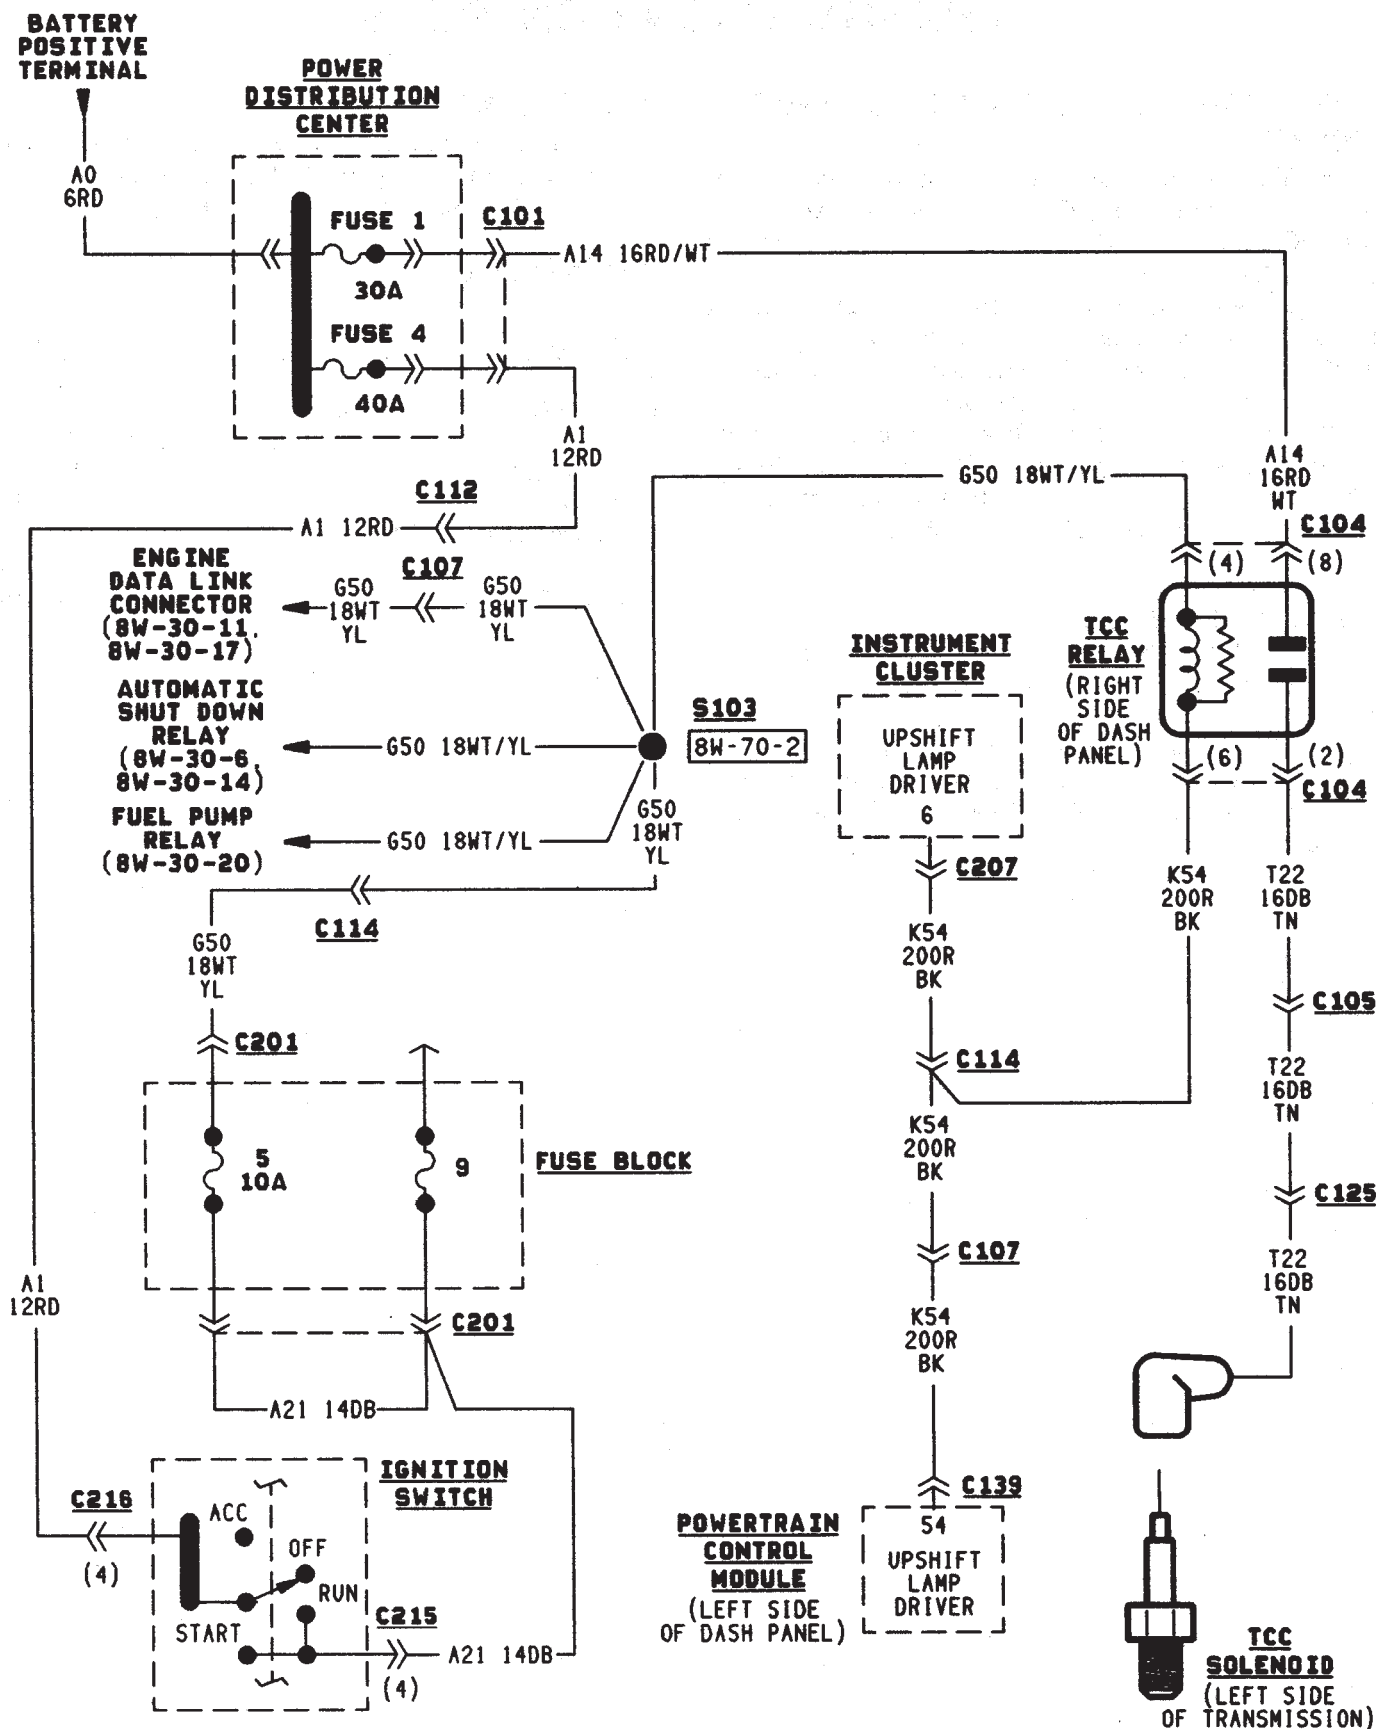 BATTERY
POSITIVE
TERMINAL
POWER
DISTRIBUTION
CENTER
A0
6RD
FUSE 1
30A
C101
A14 16RD/WT
FUSE 4
40A
A1
12RD
G50 18WT/YL
A14
16RD
WT
C112
A1 12RD
C104
(4)
(8)
ENGINE
DATA LINK
CONNECTOR
(8W-30-11,
8W-30-17)
G50
18WT
YL
C107
G50
18WT
YL
AUTOMATIC
SHUT DOWN
RELAY
(8W-30-6,
8W-30-14)
G50 18WT/YL
S103
8W-70-2
FUEL PUMP
RELAY
(8W-30-20)
G50 18WT/YL
G50
18WT
YL
INSTRUMENT
CLUSTER
UPSHIFT
LAMP
DRIVER
6
C207
TCC
RELAY
(RIGHT
SIDE
OF DASH
PANEL)
(6)
(2)
C104
C114
G50
18WT
YL
K54
200R
BK
K54
200R
BK
T22
16DB
TN
C201
C105
C114
T22
16DB
TN
5
10A
9
FUSE BLOCK
K54
200R
BK
C125
C107
T22
16DB
TN
A1
12RD
C201
K54
200R
BK
A21 14DB
IGNITION
SWITCH
C216
(4)
ACC
OFF
RUN
START
C215
(4)
A21 14DB
C139
POWERTRAIN
CONTROL
MODULE
(LEFT SIDE
OF DASH PANEL)
54
UPSHIFT
LAMP
DRIVER
TCC
SOLENOID
(LEFT SIDE
OF TRANSMISSION)